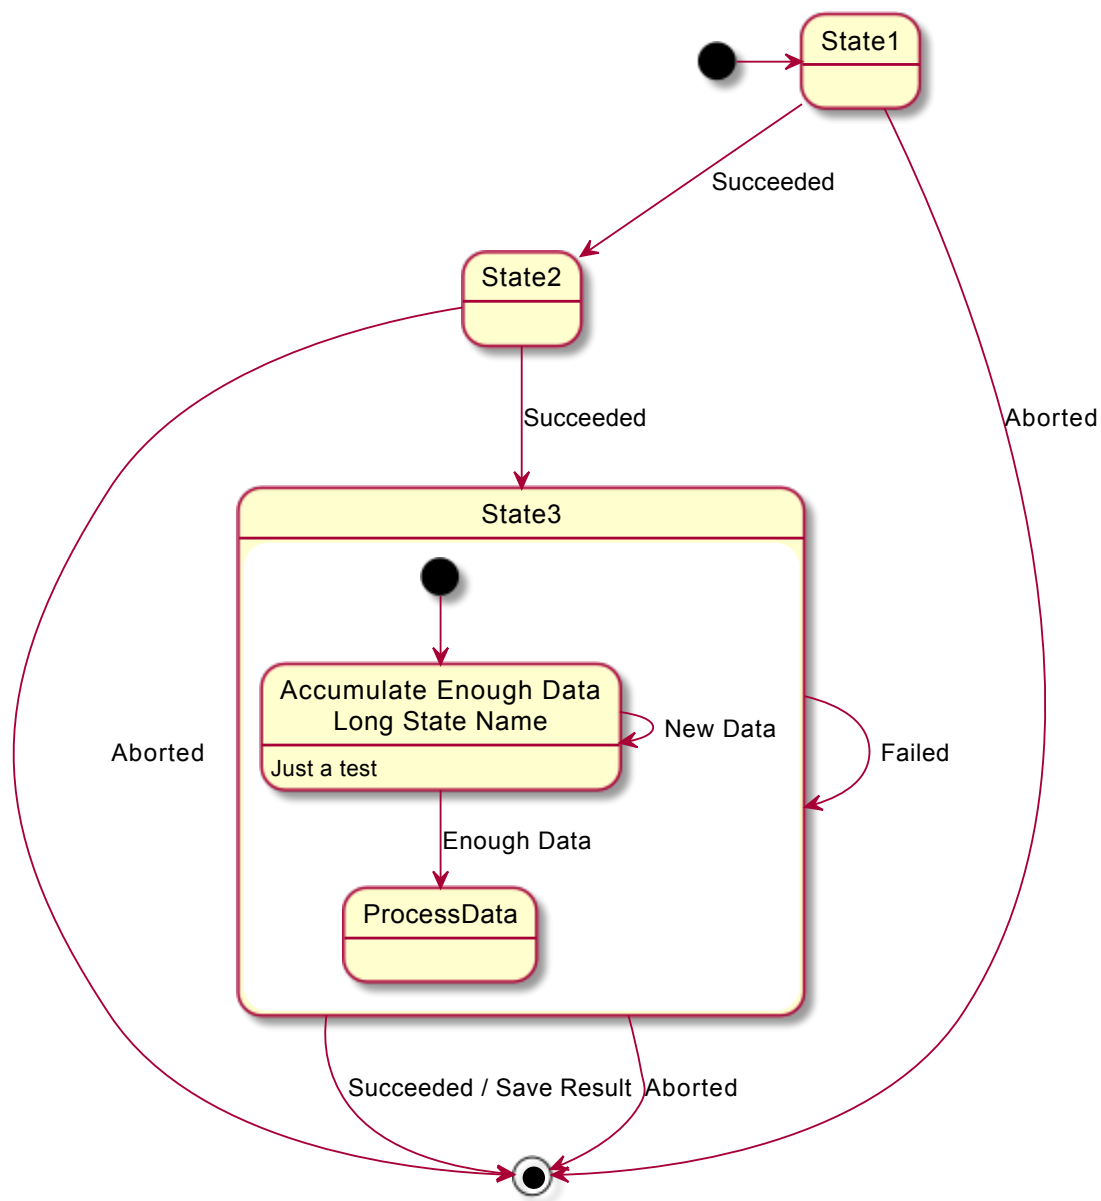 State1
Succeeded
State2
Succeeded
Aborted
State3
Accumulate Enough Data
Long State Name
New Data
Just a test
Aborted
Failed
Enough Data
ProcessData
Succeeded / Save Result
Aborted